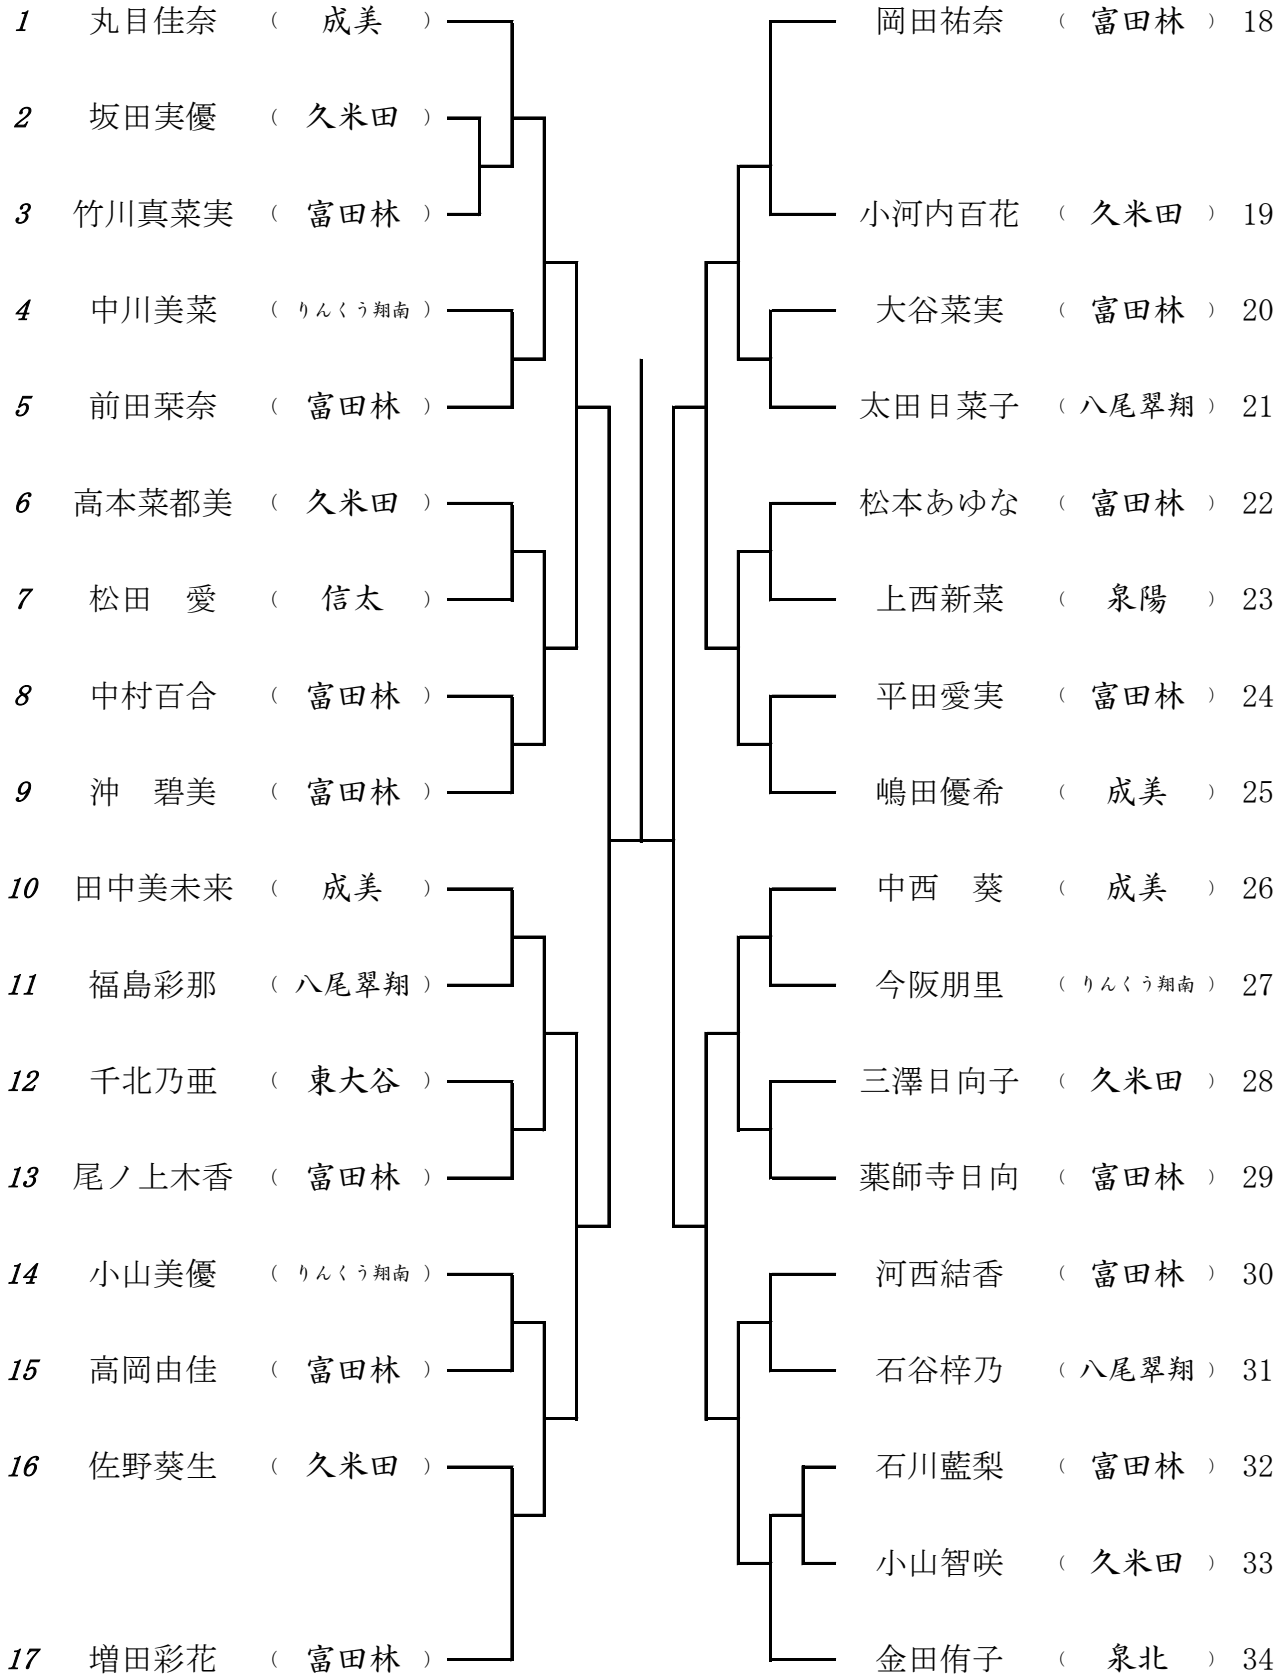 1 丸目佳奈 （ 成美 ）
2 坂田実優 （ 久米田 ）
3 竹川真菜実 （ 富田林 ）
4 中川美菜 （ りんくう翔南 ）
5 前田栞奈 （ 富田林 ）
6 高本菜都美 （ 久米田 ）
7 松田　愛 （ 信太 ）
8 中村百合 （ 富田林 ）
9 沖　碧美 （ 富田林 ）
10 田中美未来 （ 成美 ）
11 福島彩那 （ 八尾翠翔 ）
12 千北乃亜 （ 東大谷 ）
13 尾ノ上木香 （ 富田林 ）
14 小山美優 （ りんくう翔南 ）
15 高岡由佳 （ 富田林 ）
16 佐野葵生 （ 久米田 ）
17 増田彩花 （ 富田林 ）
岡田祐奈 （ 富田林 ） 18
小河内百花 （ 久米田 ） 19
大谷菜実 （ 富田林 ） 20
太田日菜子 （ 八尾翠翔 ） 21
松本あゆな （ 富田林 ） 22
上西新菜 （ 泉陽 ） 23
平田愛実 （ 富田林 ） 24
嶋田優希 （ 成美 ） 25
中西　葵 （ 成美 ） 26
今阪朋里 （ りんくう翔南 ） 27
三澤日向子 （ 久米田 ） 28
薬師寺日向 （ 富田林 ） 29
河西結香 （ 富田林 ） 30
石谷梓乃 （ 八尾翠翔 ） 31
石川藍梨 （ 富田林 ） 32
小山智咲 （ 久米田 ） 33
金田侑子 （ 泉北 ） 34